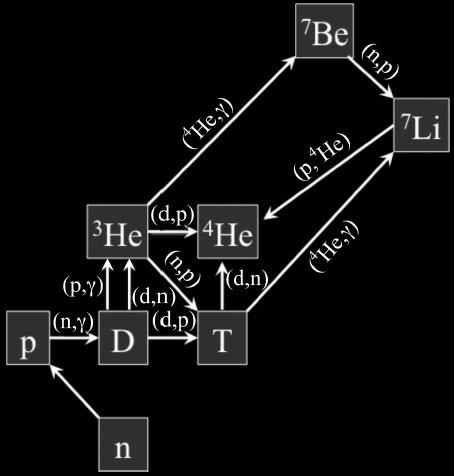 ⁷Be
(n,p)
⁷Li
(⁴He,γ)
(p,⁴He)
³He
(d,p)
⁴He
(⁴He,γ)
(n,p)
(p,γ)
(d,n)
(d,n)
p
(n,γ)
D
(d,p)
T
n